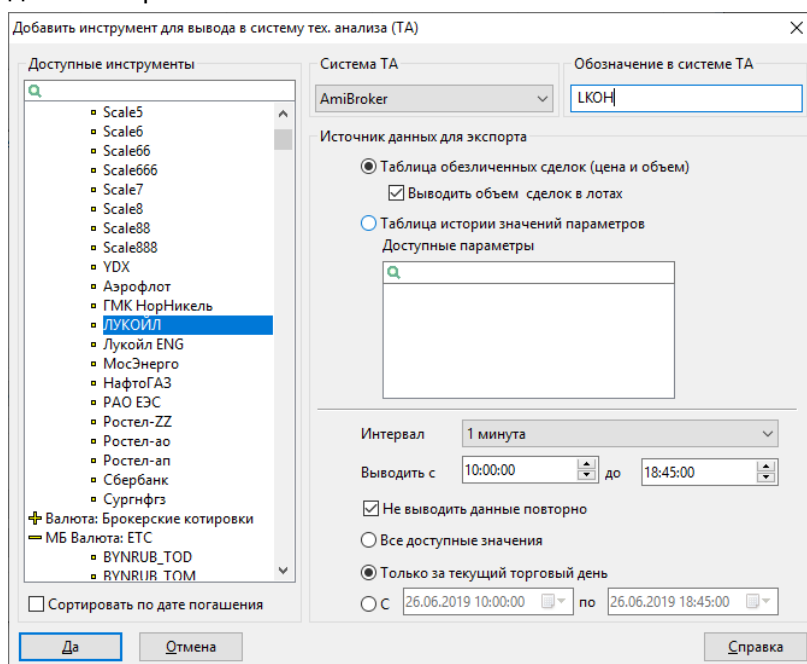 Добавить инструмент для вывода в систему тех. анализа (ТА)
Доступные инструменты
Scale5
Scale6
Scale66
Scale666
Scale7
Scale8
Scale88
Scale888
YDX
Аэрофлот
ГМК НорНикель
ЛУКОЙЛ
Лукойл ENG
МосЭнерго
НафтоГАЗ
РАО ЕЭС
Ростел-ZZ
Ростел-ао
Ростел-ап
Сбербанк
Сургнфгз
Валюта: Брокерские котировки
МБ Валюта: ETC
BYNRUB_TOD
BYNRUB_TOM
Сортировать по дате погашения
Система ТА
AmiBroker
Обозначение в системе ТА
LKOH
Источник данных для экспорта
Таблица обезличенных сделок (цена и объем)
Выводить объем сделок в лотах
Таблица истории значений параметров
Доступные параметры
Интервал 1 минута
Выводить с 10:00:00 до 18:45:00
Не выводить данные повторно
Все доступные значения
Только за текущий торговый день
С 26.06.2019 10:00:00 по 26.06.2019 18:45:00
Да Отмена Справка